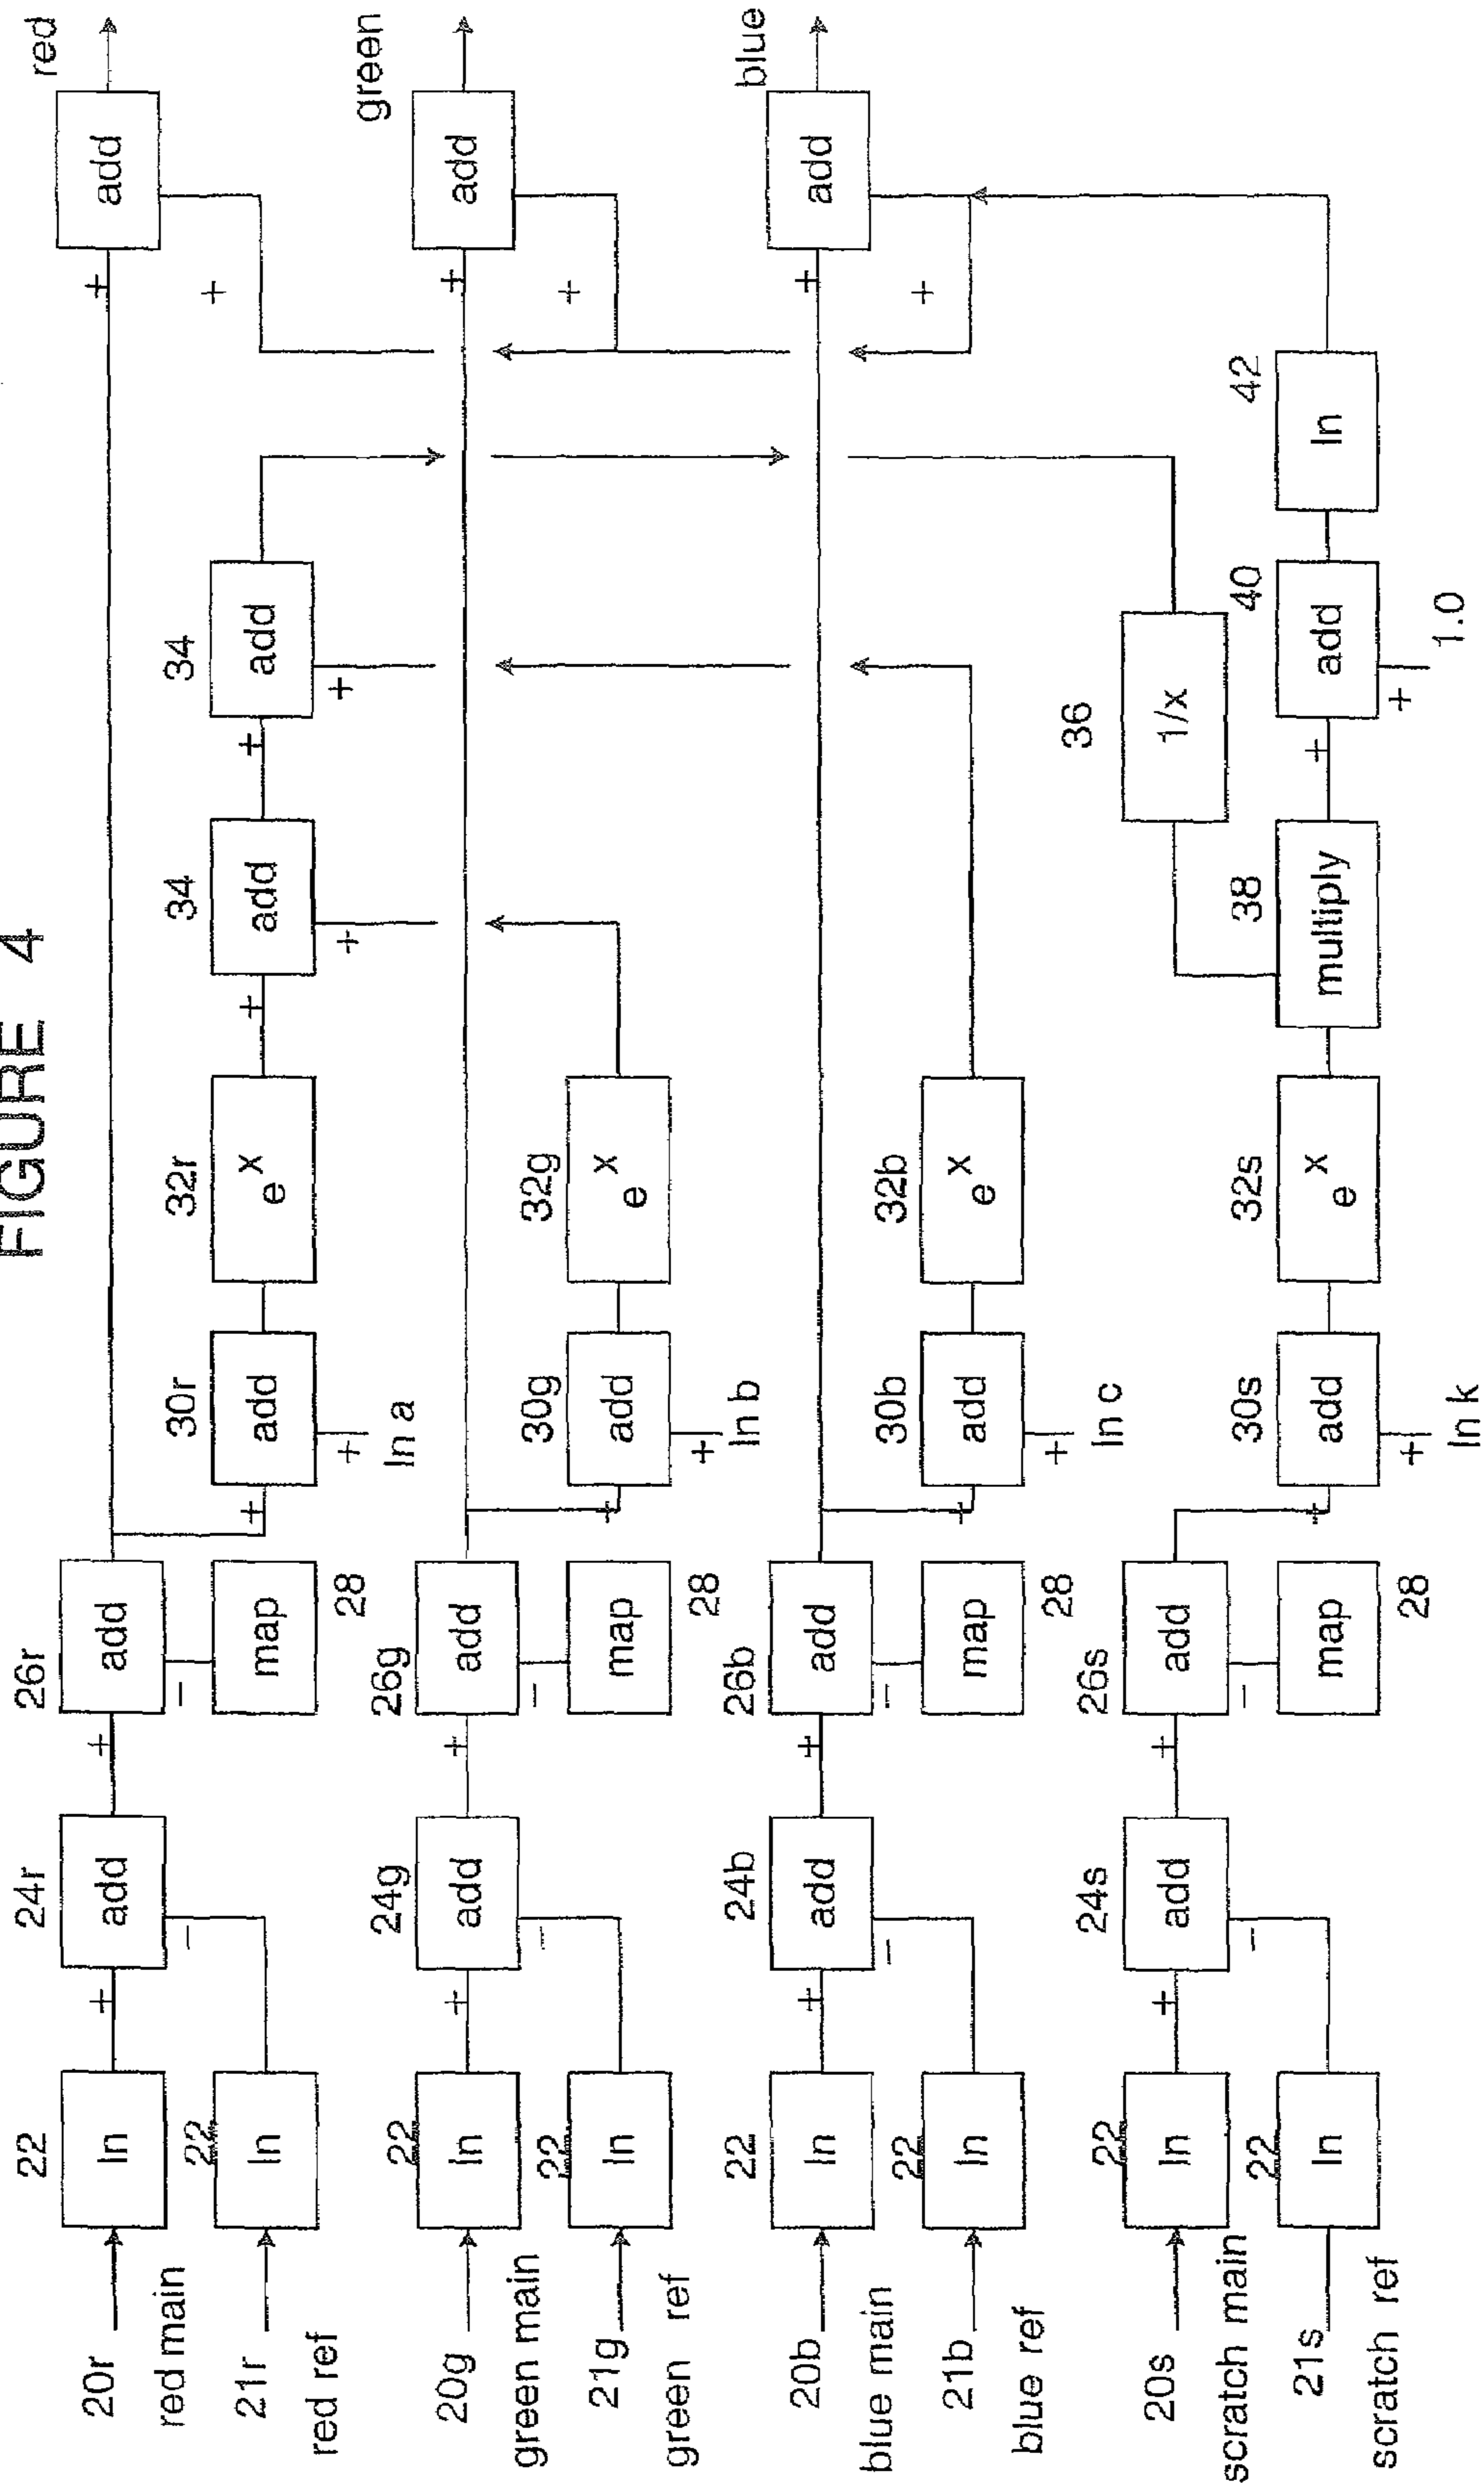 FIGURE 4
20r
red main
22
ln
24r
add
+
−
26r
add
+
−
+
add
red
21r
red ref
22
ln
map
28
30r
add
+
+
ln a
32r
e^x
+
34
add
+
+
34
add
+
+
20g
green main
22
ln
+
24g
add
−
+
26g
add
−
+
add
green
21g
green ref
22
ln
map
28
+
30g
add
+
ln b
32g
e^x
+
20b
blue main
22
ln
+
24b
add
−
+
26b
add
−
+
add
blue
21b
blue ref
22
ln
map
28
+
30b
add
+
ln c
32b
e^x
+
20s
scratch main
22
ln
+
24s
add
−
+
26s
add
−
36
1/x
21s
scratch ref
22
ln
map
28
+
30s
add
+
ln k
32s
e^x
38
multiply
+
40
add
+
1.0
42
ln